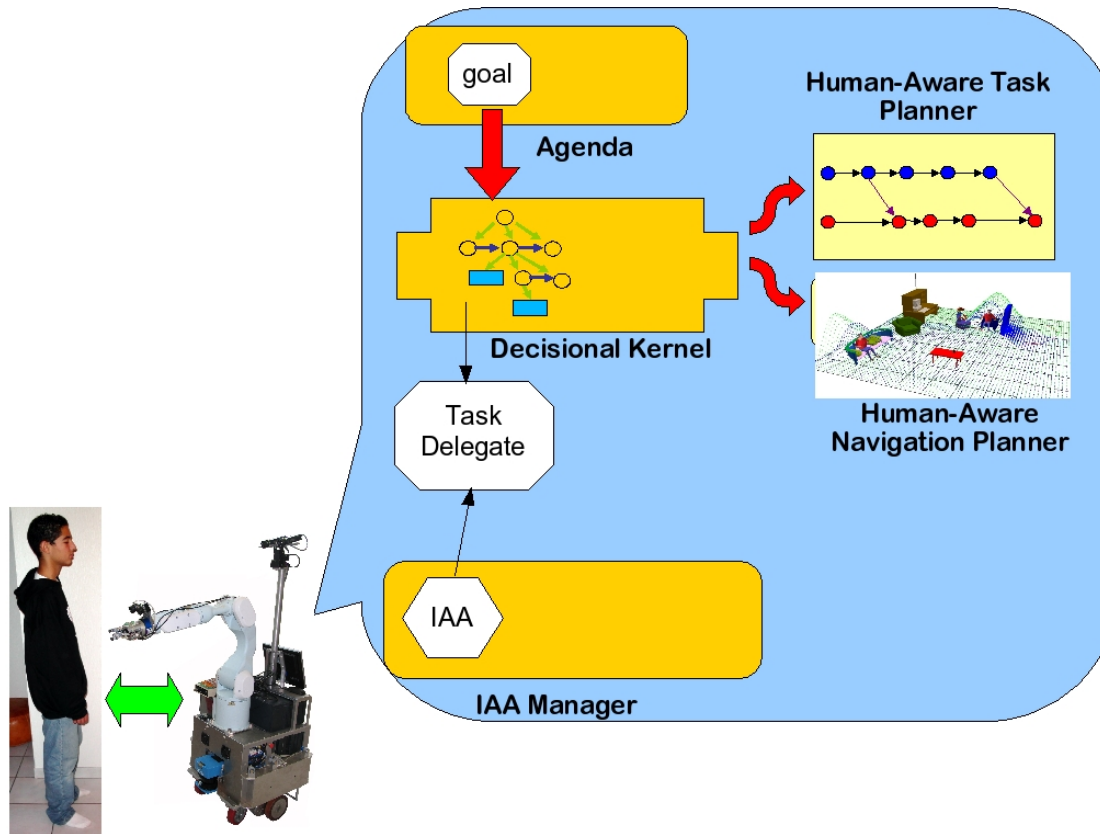 goal
Agenda
Human-Aware Task
Planner
Decisional Kernel
Human-Aware
Navigation Planner
Task
Delegate
IAA
IAA Manager